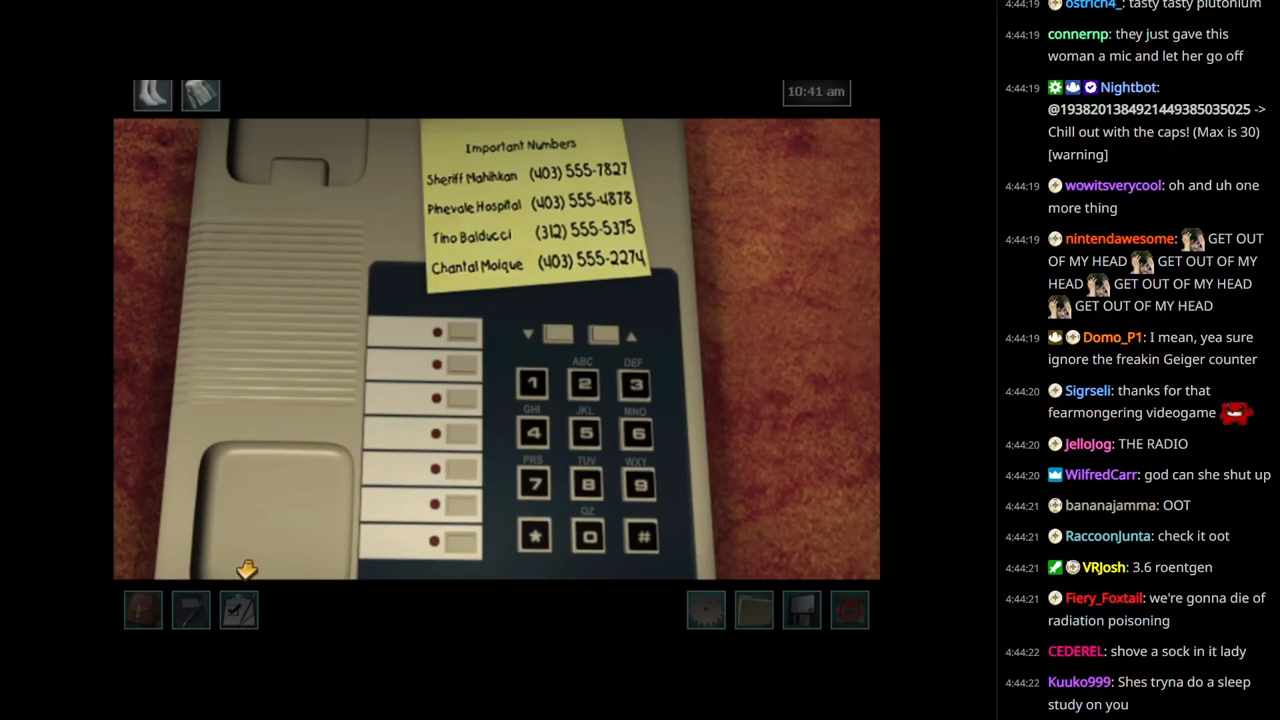 10:41 am
Important Numbers
Sheriff Mahihkan (403) 555-7827
Pinevale Hospital (403) 555-4878
Tino Balducci (312) 555-5375
Chantal Moique (403) 555-2274
ABC DEF
1 2 3
GHI JKL MNO
4 5 6
PRS TUV WXY
7 8 9
QZ
* 0 #
4:44:19 ostrich4_: tasty tasty plutonium
4:44:19 connernp: they just gave this
woman a mic and let her go off
4:44:19 Nightbot:
@1938201384921449385035025 ->
Chill out with the caps! (Max is 30)
[warning]
4:44:19 wowitsverycool: oh and uh one
more thing
4:44:19 nintendawesome: GET OUT
OF MY HEAD GET OUT OF MY
HEAD GET OUT OF MY HEAD
GET OUT OF MY HEAD
4:44:19 Domo_P1: I mean, yea sure
ignore the freakin Geiger counter
4:44:20 Sigrseli: thanks for that
fearmongering videogame
4:44:20 JelloJog: THE RADIO
4:44:20 WilfredCarr: god can she shut up
4:44:21 bananajamma: OOT
4:44:21 RaccoonJunta: check it oot
4:44:21 VRJosh: 3.6 roentgen
4:44:21 Fiery_Foxtail: we're gonna die of
radiation poisoning
4:44:22 CEDEREL: shove a sock in it lady
4:44:22 Kuuko999: Shes tryna do a sleep
study on you